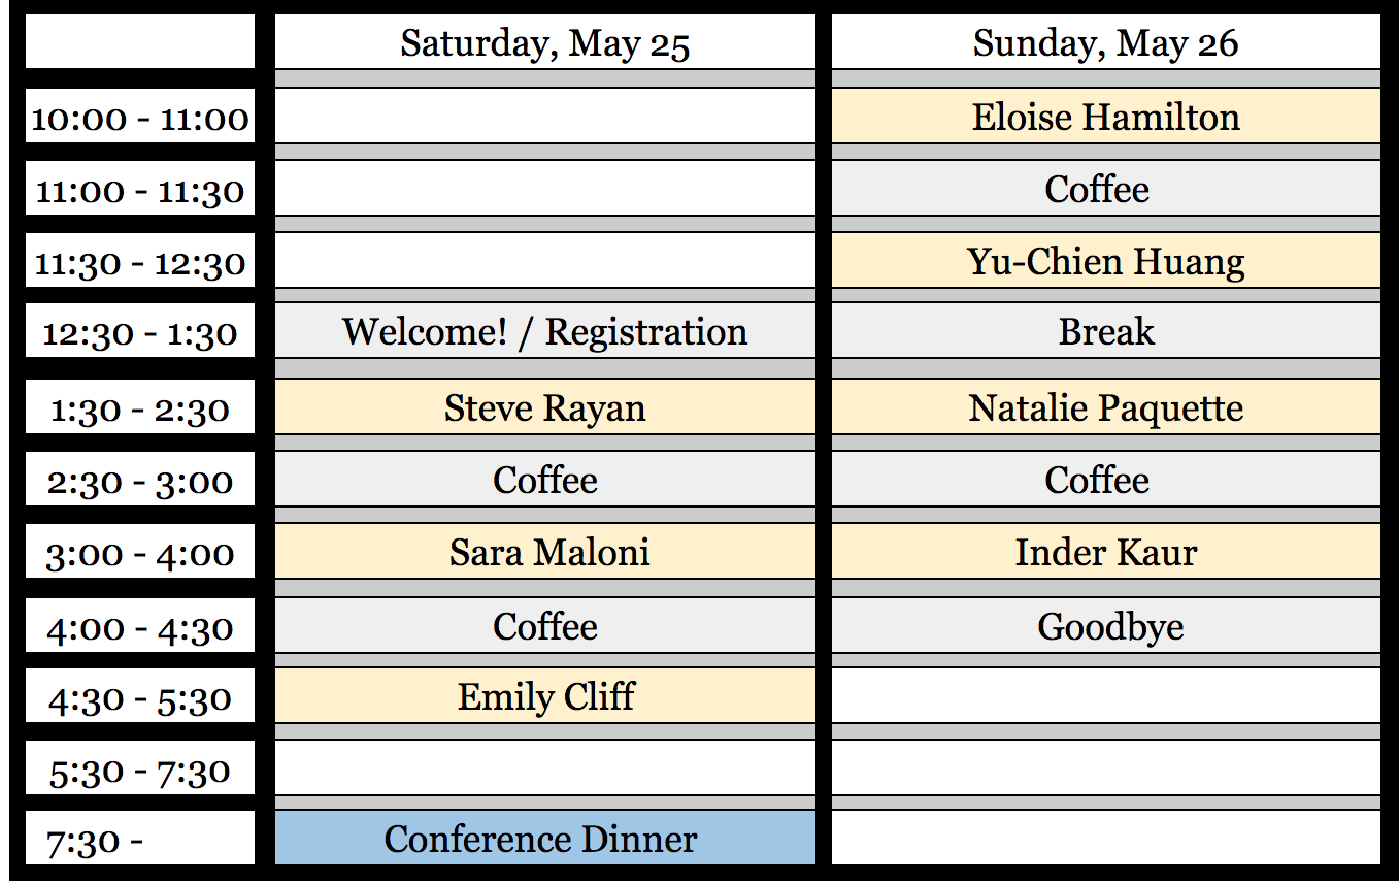 Saturday, May 25 Sunday, May 26
10:00 - 11:00 Eloise Hamilton
11:00 - 11:30 Coffee
11:30 - 12:30 Yu-Chien Huang
12:30 - 1:30 Welcome! / Registration Break
1:30 - 2:30 Steve Rayan Natalie Paquette
2:30 - 3:00 Coffee Coffee
3:00 - 4:00 Sara Maloni Inder Kaur
4:00 - 4:30 Coffee Goodbye
4:30 - 5:30 Emily Cliff
5:30 - 7:30
7:30 - Conference Dinner